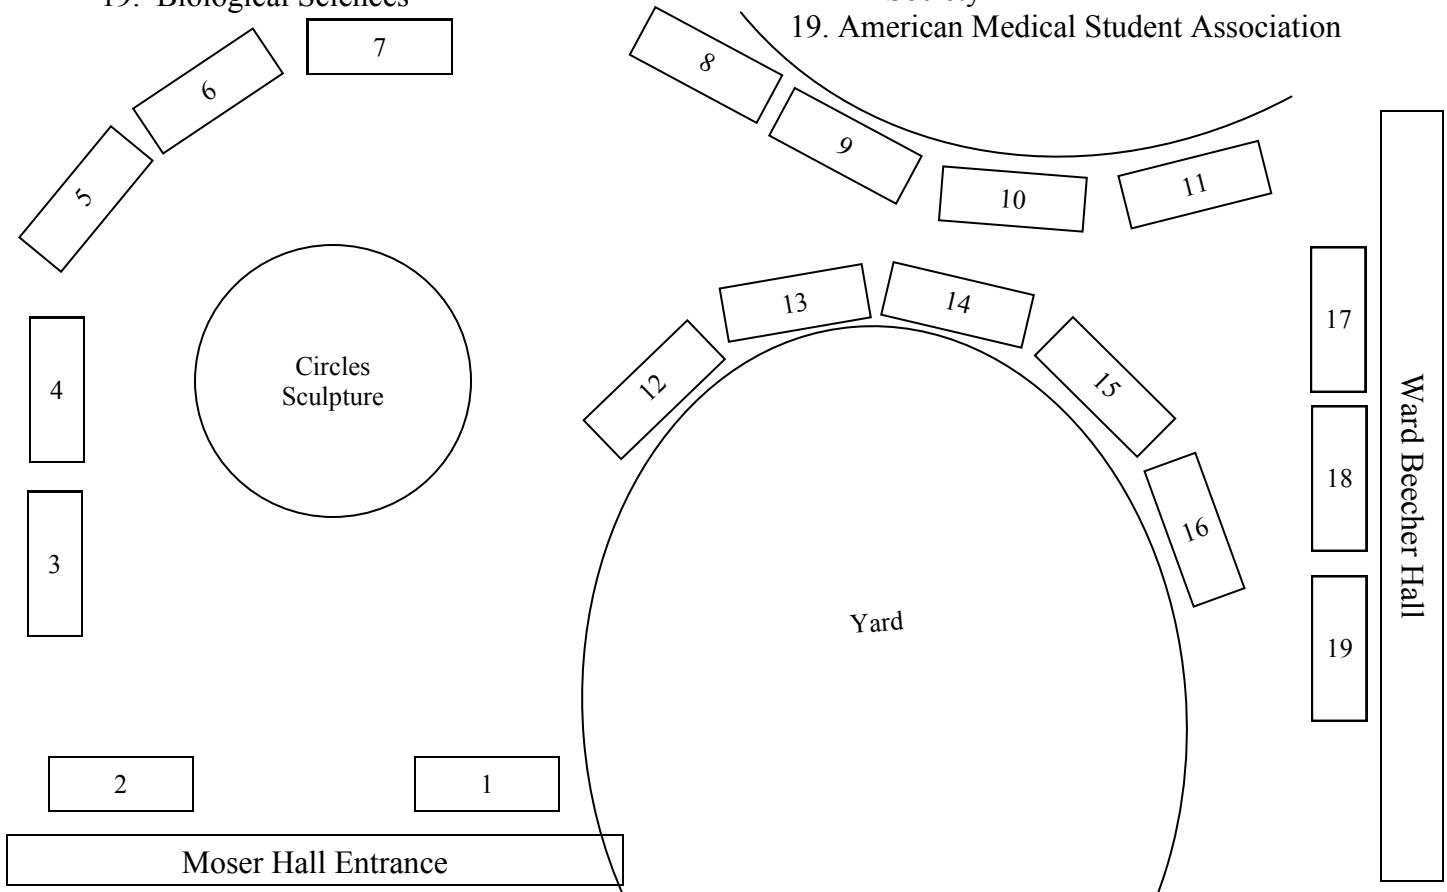 19. Biological Sciences
Society
19. American Medical Student Association
7
8
6
9
5
10
11
13
14
17
12
15
Circles
Sculpture
4
18
16
3
Yard
19
Ward Beecher Hall
2
1
Moser Hall Entrance